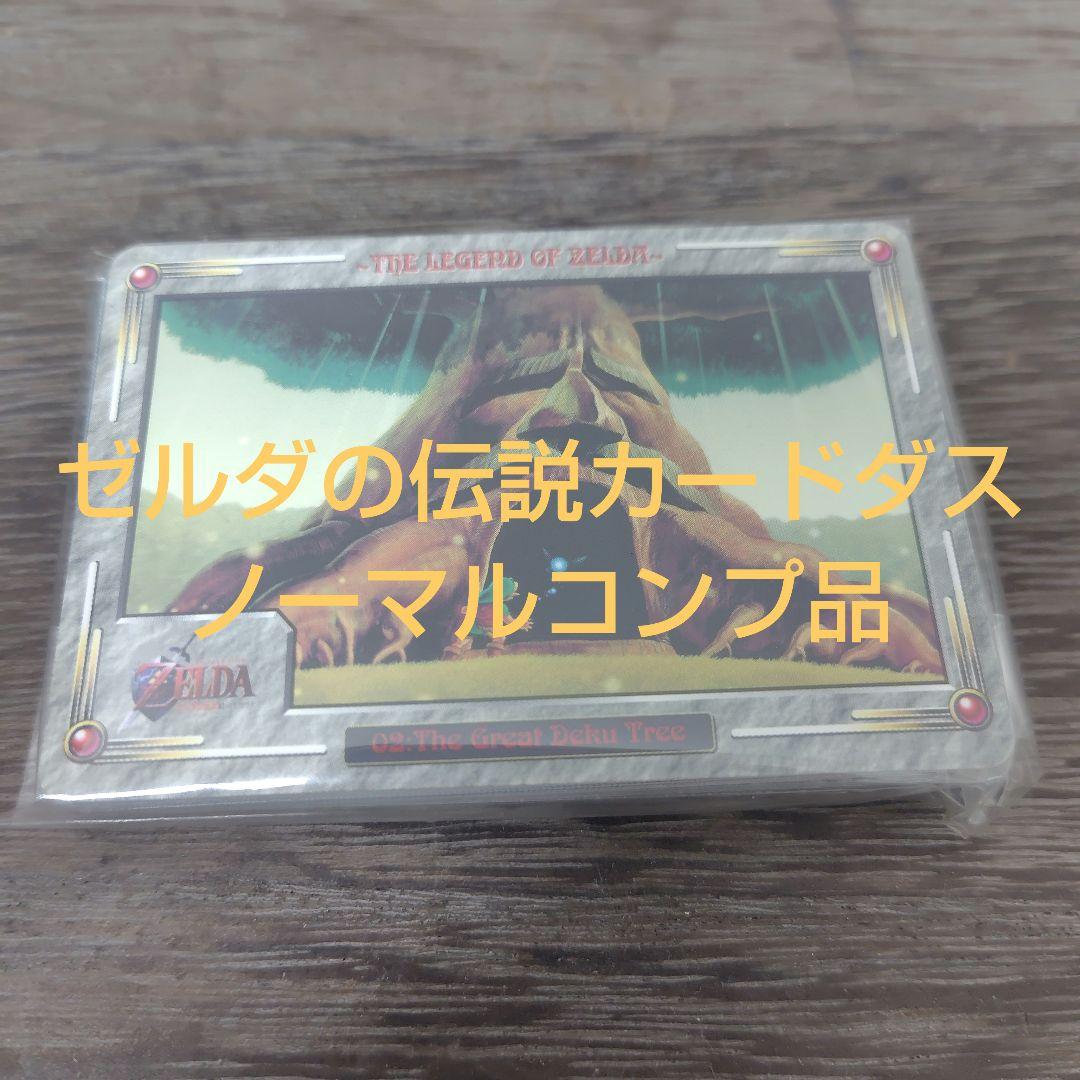 ~THE LEGEND OF ZELDA~
ゼルダの伝説カードダス
ノーマルコンプ品
ZELDA
02:The Great Deku Tree